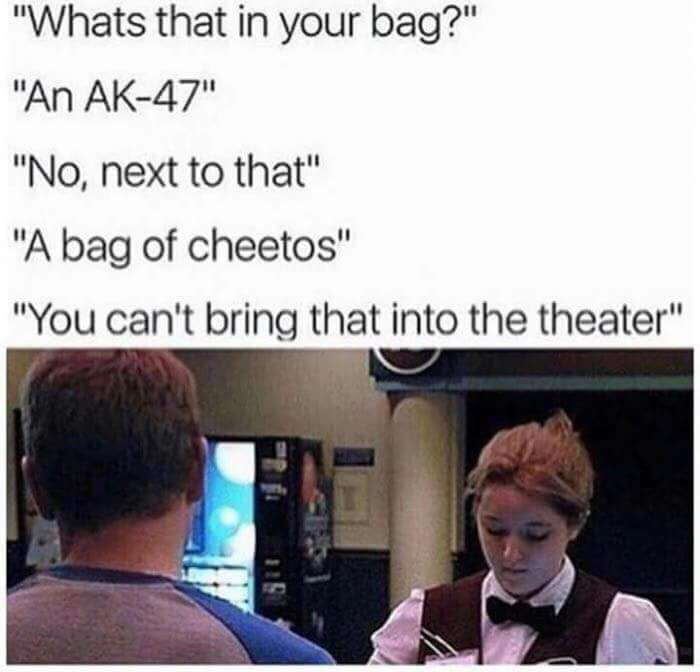 "Whats that in your bag?"
"An AK-47"
"No, next to that"
"A bag of cheetos"
"You can't bring that into the theater"